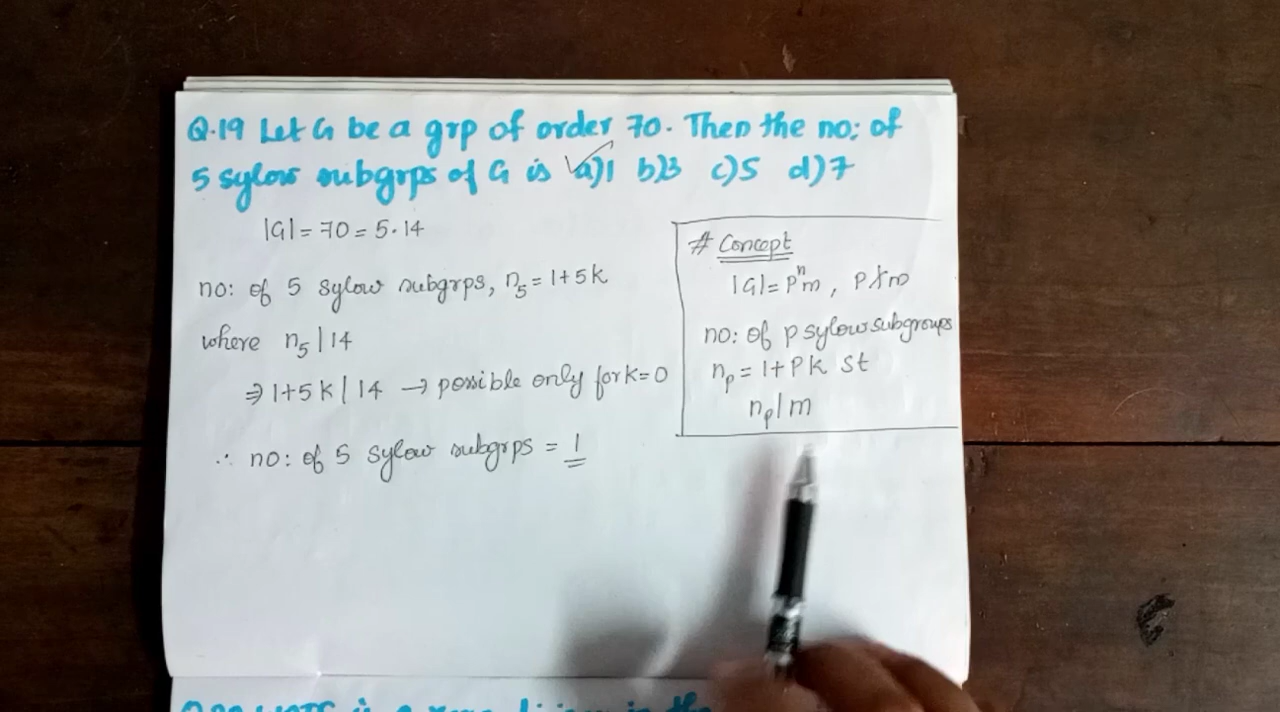 Q.19 Let G be a grp of order 70. Then the no: of
5 sylow subgrps of G is a)1 b)3 c)5 d)7
|G| = 70 = 5.14
no: of 5 sylow subgrps, n₅ = 1+5k
where n₅ | 14
⇒ 1+5k | 14 → possible only for k=0
∴ no: of 5 sylow subgrps = 1
# Concept
|G| = pⁿm, p∤m
no: of p sylow subgroups
nₚ = 1+pk st
nₚ | m